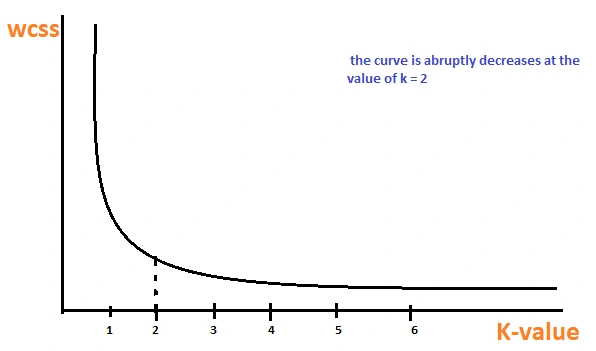 wcss
the curve is abruptly decreases at the
value of k = 2
1 2 3 4 5 6
K-value